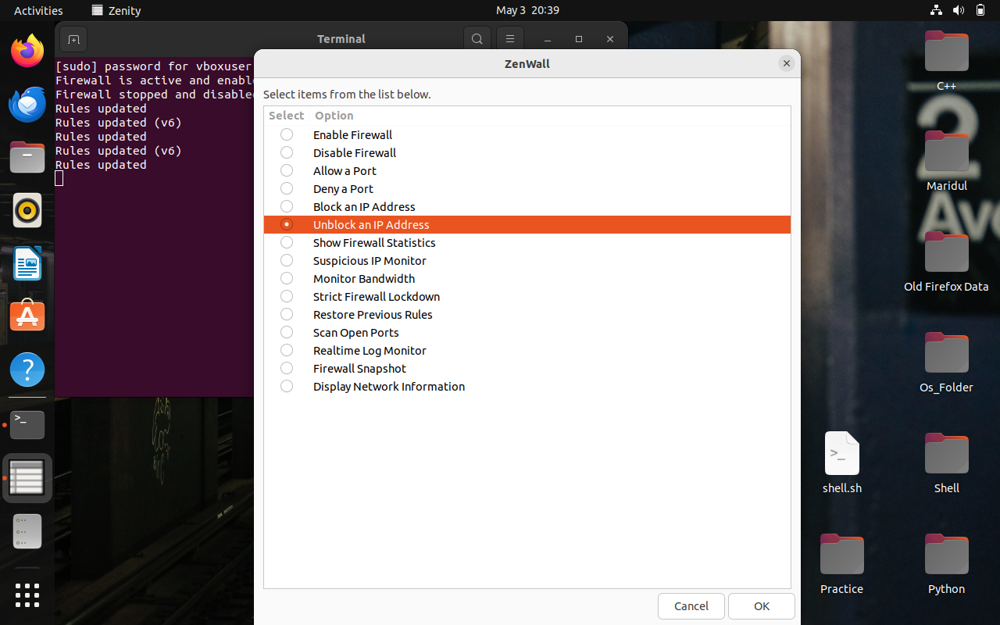 Activities
Zenity
May 3 20:39
Terminal
[sudo] password for vboxuser
Firewall is active and enabl
Firewall stopped and disable
Rules updated
Rules updated (v6)
Rules updated
Rules updated (v6)
Rules updated
ZenWall
Select items from the list below.
Select Option
Enable Firewall
Disable Firewall
Allow a Port
Deny a Port
Block an IP Address
Unblock an IP Address
Show Firewall Statistics
Suspicious IP Monitor
Monitor Bandwidth
Strict Firewall Lockdown
Restore Previous Rules
Scan Open Ports
Realtime Log Monitor
Firewall Snapshot
Display Network Information
Cancel
OK
C++
2
Maridul
Av
Old Firefox Data
Os_Folder
>_
shell.sh
Shell
Practice
Python
>_
?